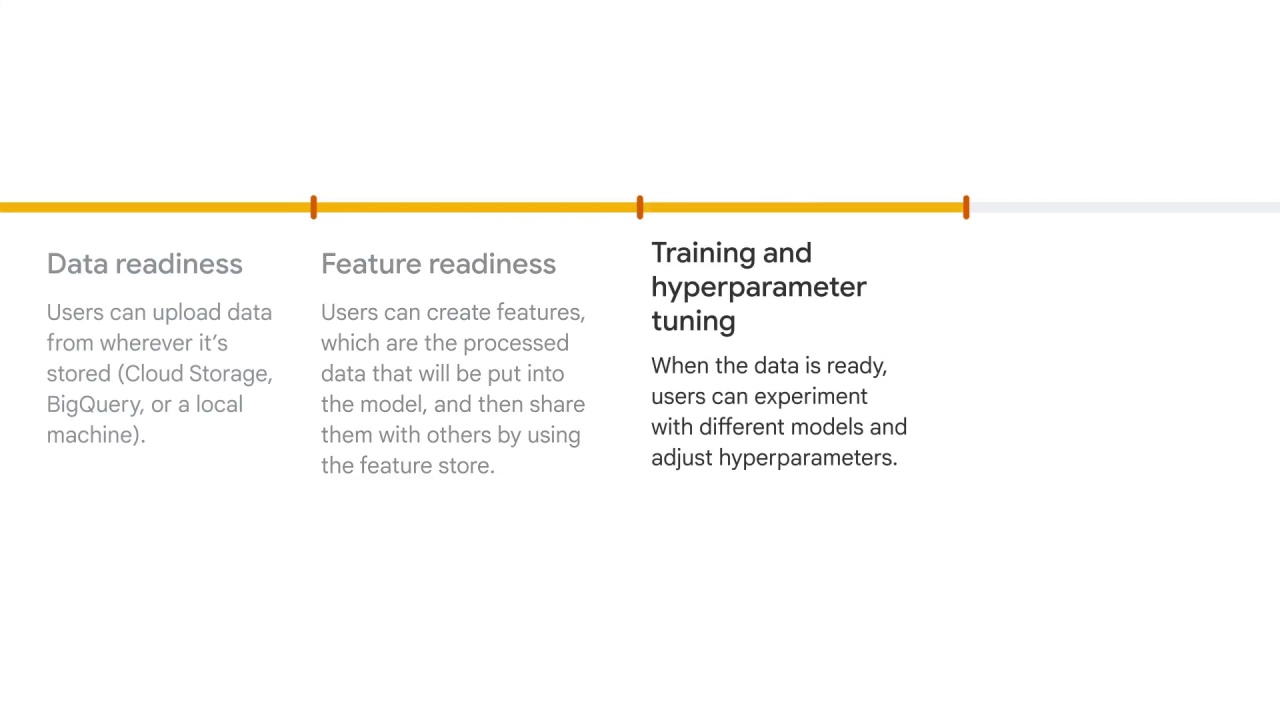 Data readiness
Users can upload data
from wherever it’s
stored (Cloud Storage,
BigQuery, or a local
machine).
Feature readiness
Users can create features,
which are the processed
data that will be put into
the model, and then share
them with others by using
the feature store.
Training and
hyperparameter
tuning
When the data is ready,
users can experiment
with different models and
adjust hyperparameters.